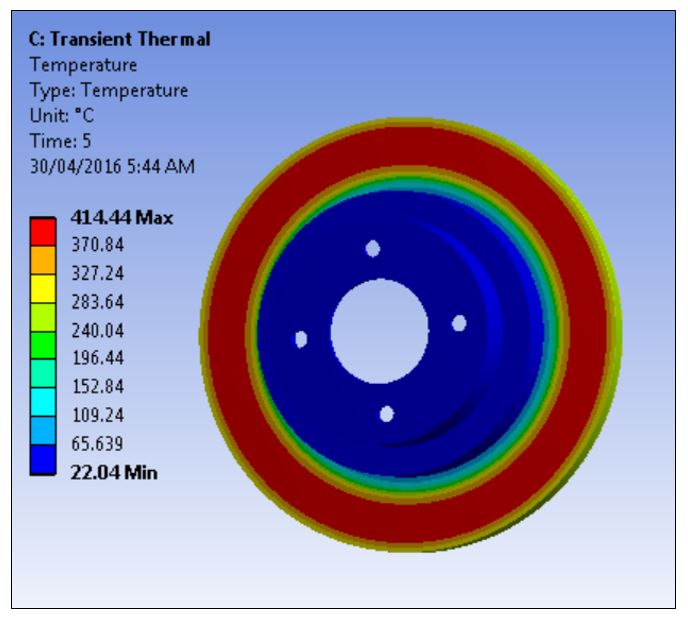 C: Transient Thermal
Temperature
Type: Temperature
Unit: °C
Time: 5
30/04/2016 5:44 AM
414.44 Max
370.84
327.24
283.64
240.04
196.44
152.84
109.24
65.639
22.04 Min